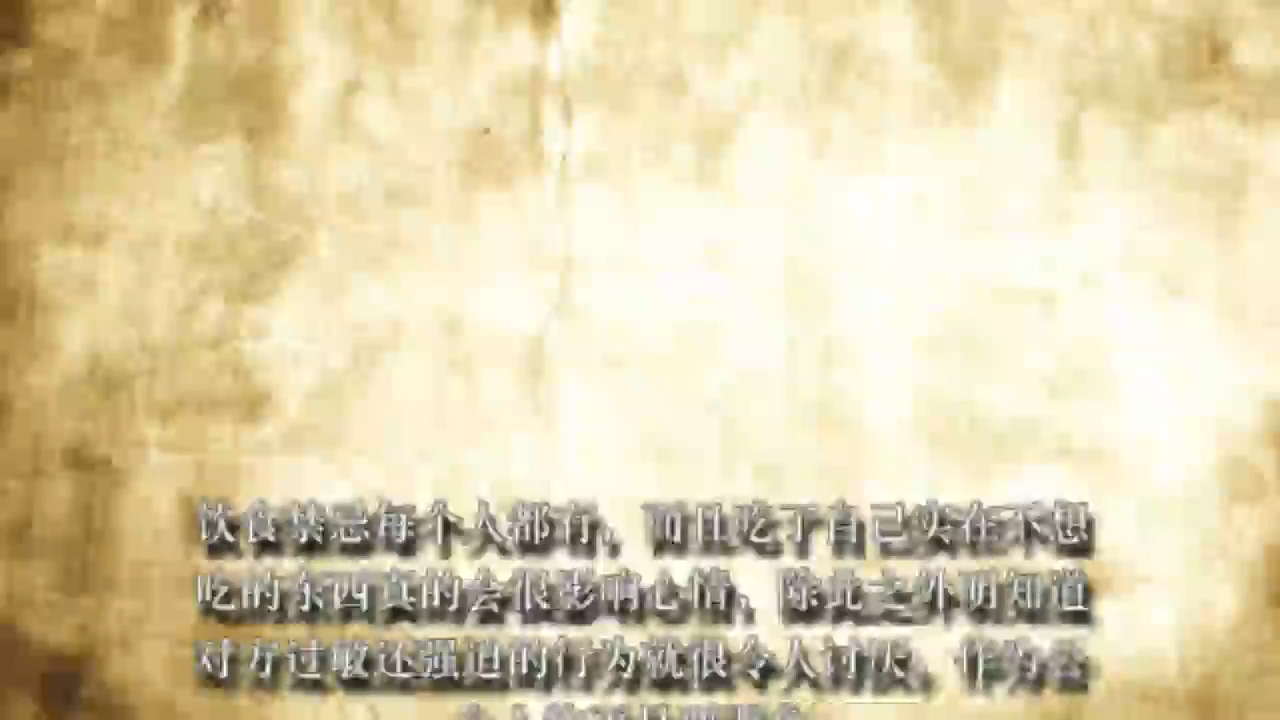 饮食禁忌每个人都有，而且吃了自己实在不想
吃的东西真的会很影响心情，除此之外明知道
对方过敏还强迫的行为就很令人讨厌，作为公